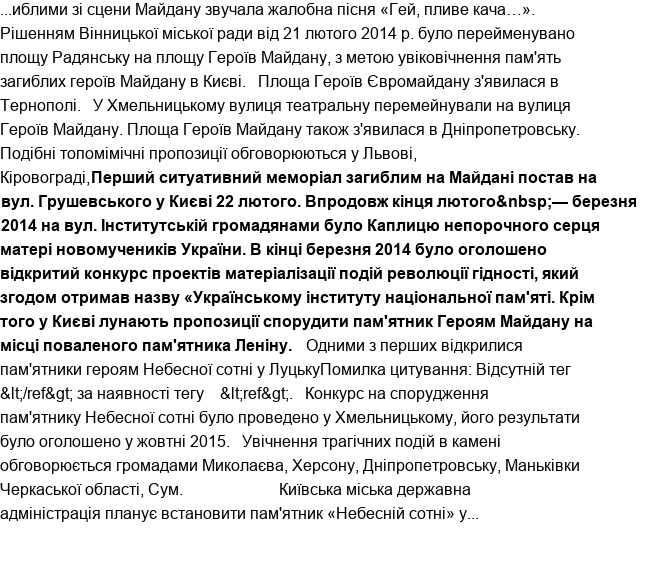 ...иблими зі сцени Майдану звучала жалобна пісня «Гей, пливе кача…».
Рішенням Вінницької міської ради від 21 лютого 2014 р. було перейменувано
площу Радянську на площу Героїв Майдану, з метою увіковічнення пам'ять
загиблих героїв Майдану в Києві.   Площа Героїв Євромайдану з'явилася в
Тернополі.   У Хмельницькому вулиця театральну перемейнували на вулиця
Героїв Майдану. Площа Героїв Майдану також з'явилася в Дніпропетровську.
Подібні топомімічні пропозиції обговорюються у Львові,
Кіровограді,Перший ситуативний меморіал загиблим на Майдані постав на
вул. Грушевського у Києві 22 лютого. Впродовж кінця лютого&nbsp;— березня
2014 на вул. Інститутській громадянами було Каплицю непорочного серця
матері новомучеників України. В кінці березня 2014 було оголошено
відкритий конкурс проектів матеріалізації подій революції гідності, який
згодом отримав назву «Українському інституту національної пам'яті. Крім
того у Києві лунають пропозиції спорудити пам'ятник Героям Майдану на
місці поваленого пам'ятника Леніну.   Одними з перших відкрилися
пам'ятники героям Небесної сотні у ЛуцькуПомилка цитування: Відсутній тег
&lt;/ref&gt; за наявності тегу    &lt;ref&gt;.   Конкурс на спорудження
пам'ятнику Небесної сотні було проведено у Хмельницькому, його результати
було оголошено у жовтні 2015.   Увічнення трагічних подій в камені
обговорюється громадами Миколаєва, Херсону, Дніпропетровську, Маньківки
Черкаської області, Сум.                        Київська міська державна
адміністрація планує встановити пам'ятник «Небесній сотні» у...